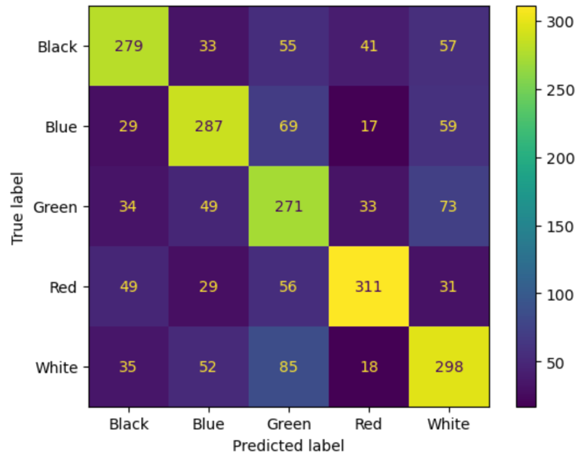 Black 279 33 55 41 57
Blue 29 287 69 17 59
Green 34 49 271 33 73
Red 49 29 56 311 31
White 35 52 85 18 298
Black Blue Green Red White
Predicted label
True label
300
250
200
150
100
50